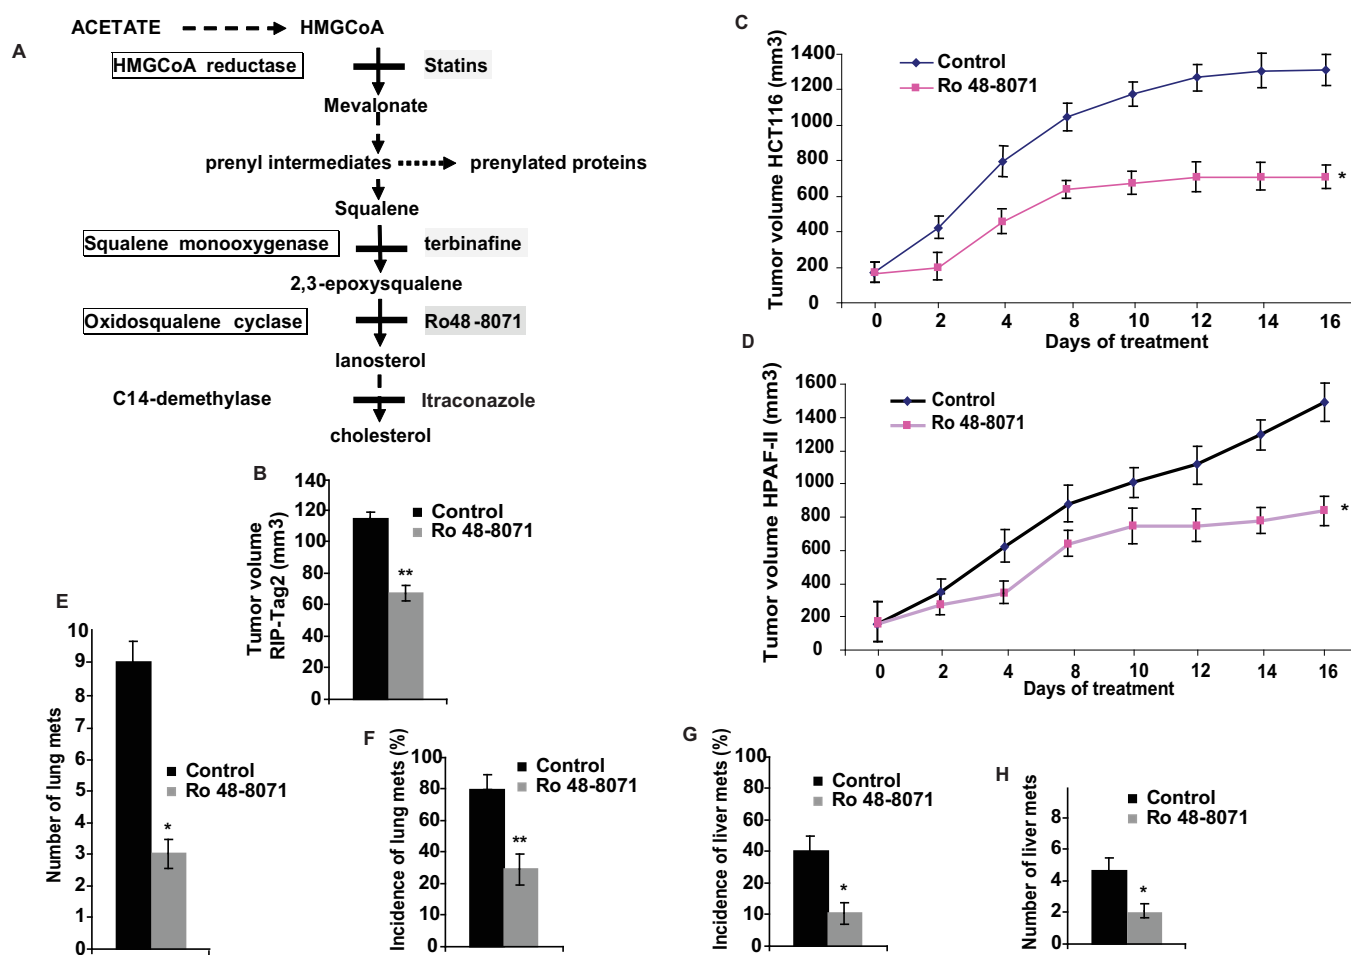 A
ACETATE
HMGCoA
HMGCoA reductase
Statins
Mevalonate
prenyl intermediates
prenylated proteins
Squalene
Squalene monooxygenase
terbinafine
2,3-epoxysqualene
Oxidosqualene cyclase
Ro48-8071
lanosterol
C14-demethylase
Itraconazole
cholesterol
B
Tumor volume
RIP-Tag2 (mm3)
140
120
100
80
60
40
20
0
Control
Ro 48-8071
**
C
Tumor volume HCT116 (mm3)
1400
1200
1000
800
600
400
200
0
Control
Ro 48-8071
*
0 2 4 8 10 12 14 16
Days of treatment
D
Tumor volume HPAF-II (mm3)
1600
1400
1200
1000
800
600
400
200
0
Control
Ro 48-8071
*
0 2 4 8 10 12 14 16
Days of treatment
E
Number of lung mets
10
9
8
7
6
5
4
3
2
1
0
Control
Ro 48-8071
*
F
Incidence of lung mets (%)
100
80
60
40
20
0
Control
Ro 48-8071
**
G
Incidence of liver mets (%)
100
80
60
40
20
10
0
Control
Ro 48-8071
*
H
Number of liver mets
8
6
4
2
0
Control
Ro 48-8071
*